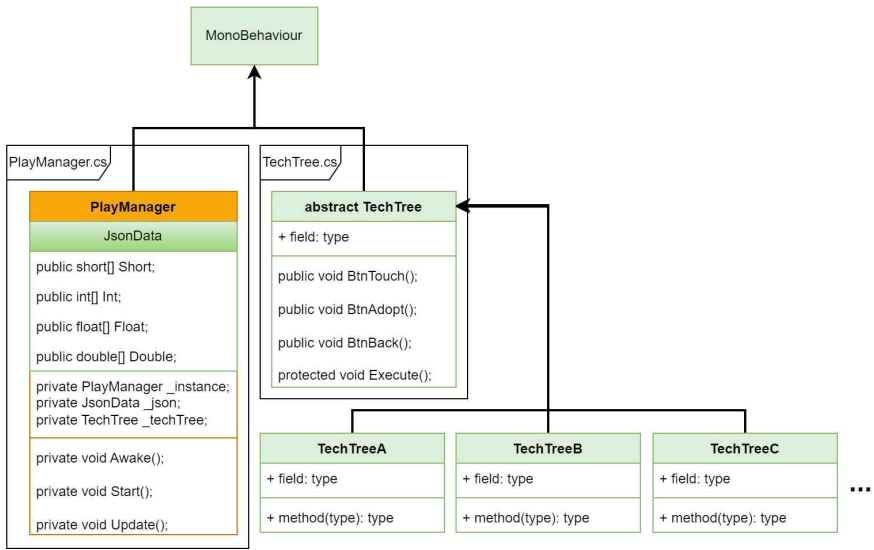 MonoBehaviour
PlayManager.cs
PlayManager
JsonData
public short[] Short;
public int[] Int;
public float[] Float;
public double[] Double;
private PlayManager _instance;
private JsonData _json;
private TechTree _techTree;
private void Awake();
private void Start();
private void Update();
TechTree.cs
abstract TechTree
+ field: type
public void BtnTouch();
public void BtnAdopt();
public void BtnBack();
protected void Execute();
TechTreeA
+ field: type
+ method(type): type
TechTreeB
+ field: type
+ method(type): type
TechTreeC
+ field: type
+ method(type): type
...